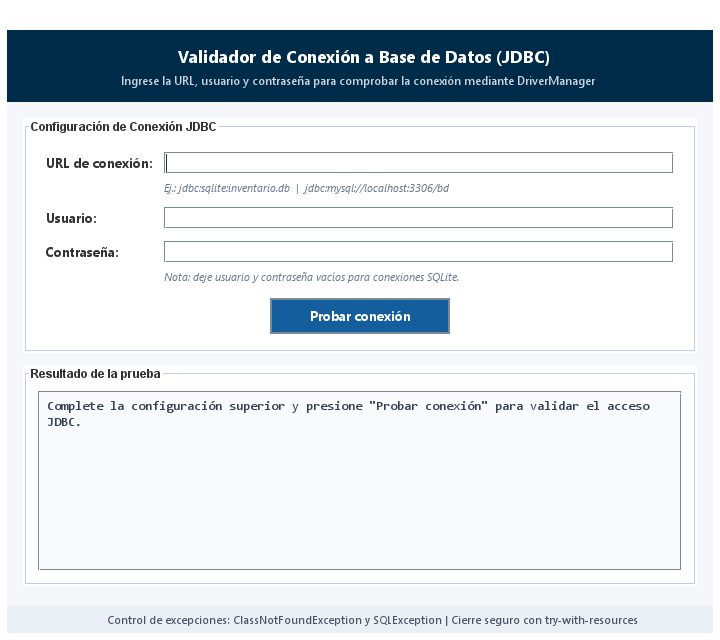 Validador de Conexión a Base de Datos (JDBC)
Ingrese la URL, usuario y contraseña para comprobar la conexión mediante DriverManager
Configuración de Conexión JDBC
URL de conexión:
Ej.: jdbc:sqlite:inventario.db | jdbc:mysql://localhost:3306/bd
Usuario:
Contraseña:
Nota: deje usuario y contraseña vacíos para conexiones SQLite.
Probar conexión
Resultado de la prueba
Complete la configuración superior y presione "Probar conexión" para validar el acceso
JDBC.
Control de excepciones: ClassNotFoundException y SQLException | Cierre seguro con try-with-resources